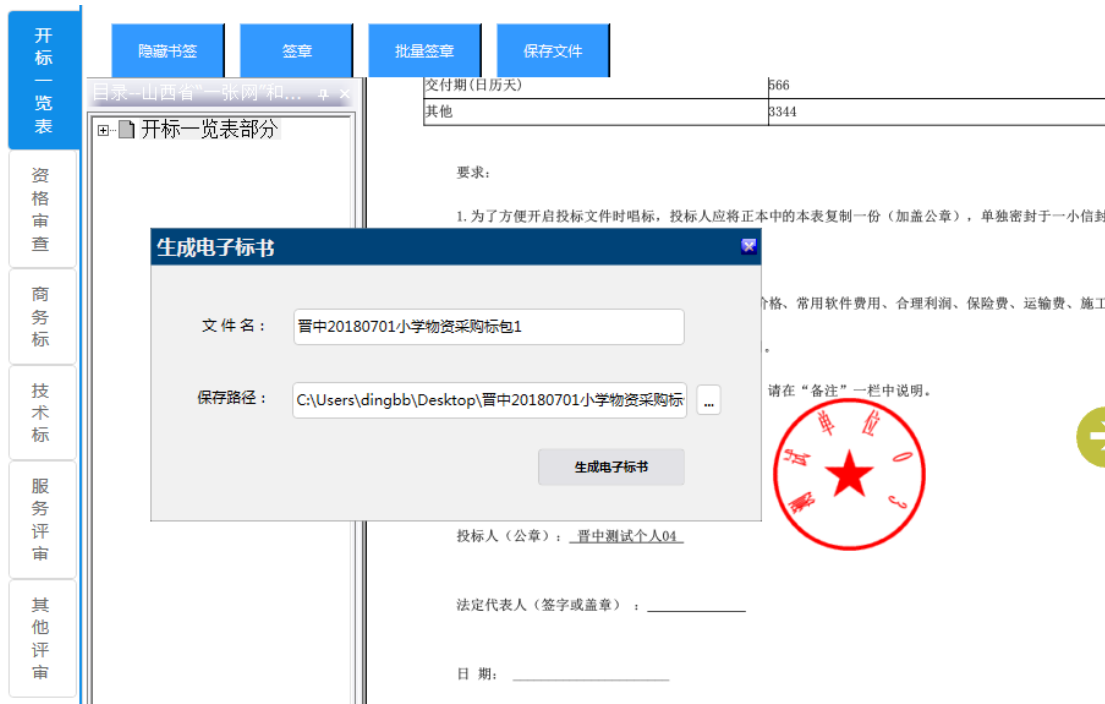 开标一览表
资格审查
商务标
技术标
服务评审
其他评审
隐藏书签
签章
批量签章
保存文件
目录--山西省"一张网"和...
开标一览表部分
交付期(日历天)
566
其他
3344
要求:
1.为了方便开启投标文件时唱标，投标人应将正本中的本表复制一份（加盖公章），单独密封于一小信封
价格、常用软件费用、合理利润、保险费、运输费、施工
请在“备注”一栏中说明。
生成电子标书
文 件 名：
晋中20180701小学物资采购标包1
保存路径：
C:\Users\dingbb\Desktop\晋中20180701小学物资采购标
...
生成电子标书
测试单位03
投标人（公章）: 晋中测试个人04
法定代表人（签字或盖章） ：
日 期: